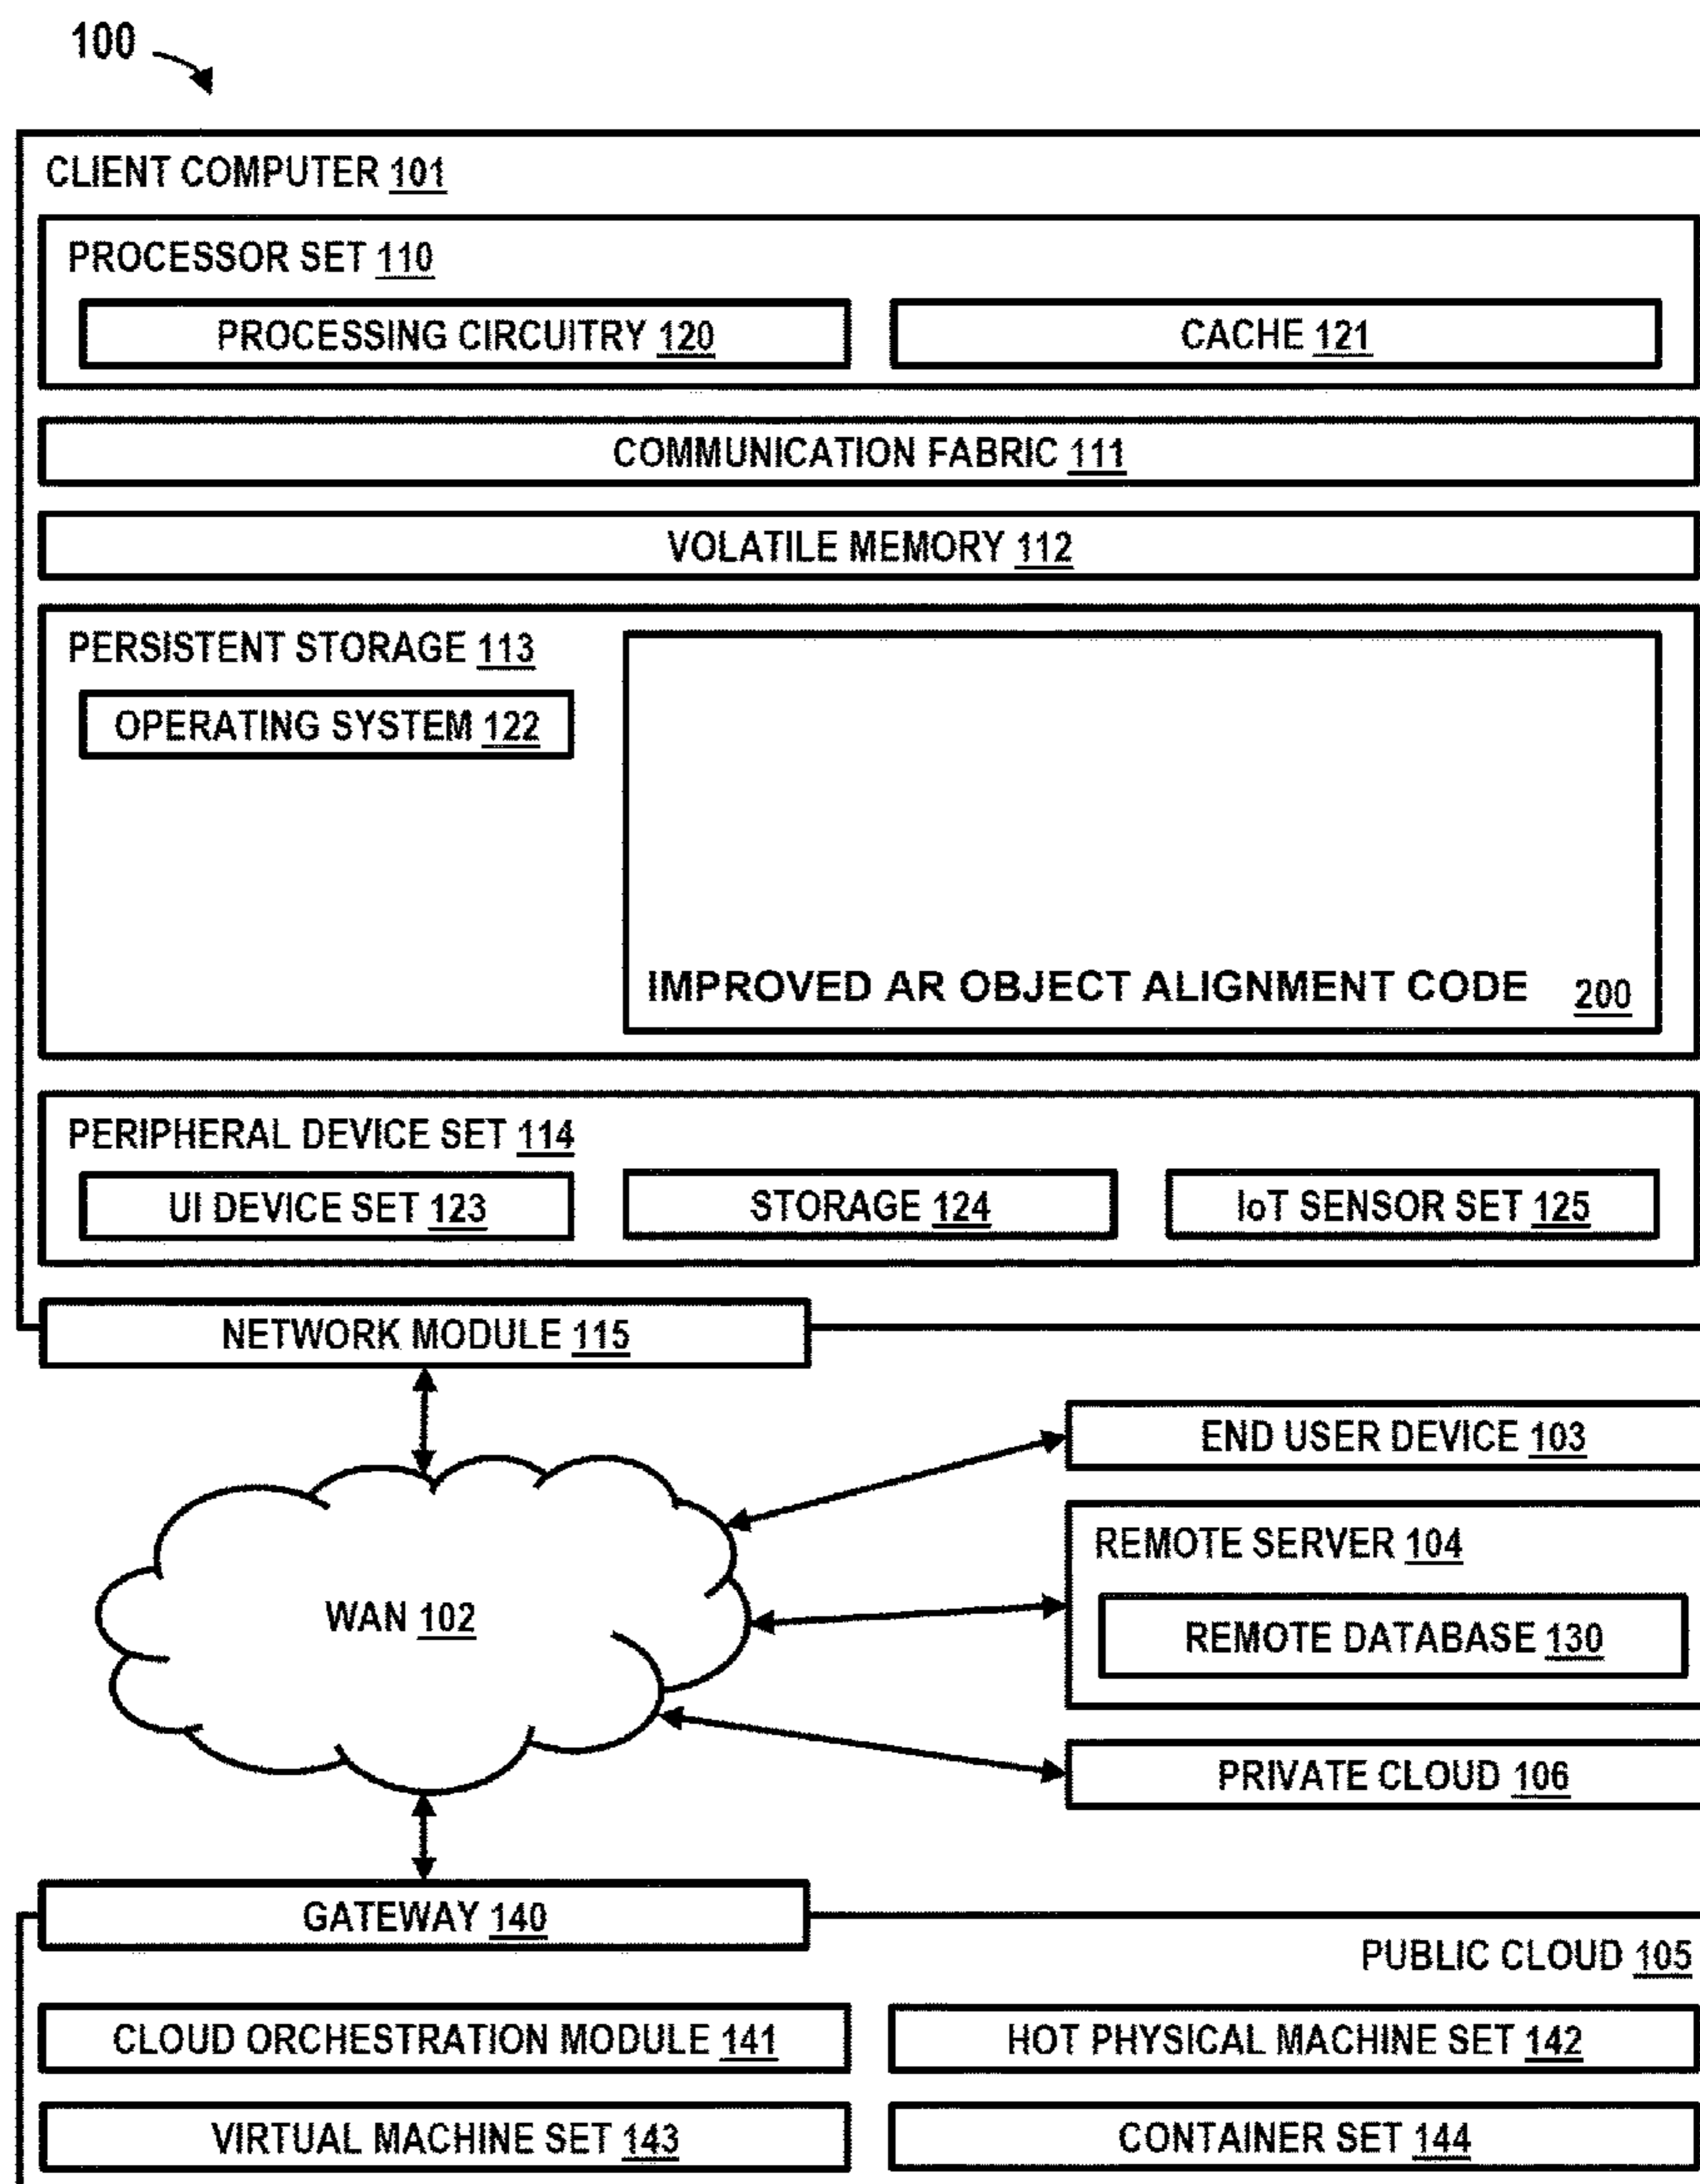 100
CLIENT COMPUTER 101
PROCESSOR SET 110
PROCESSING CIRCUITRY 120
CACHE 121
COMMUNICATION FABRIC 111
VOLATILE MEMORY 112
PERSISTENT STORAGE 113
OPERATING SYSTEM 122
IMPROVED AR OBJECT ALIGNMENT CODE 200
PERIPHERAL DEVICE SET 114
UI DEVICE SET 123
STORAGE 124
IoT SENSOR SET 125
NETWORK MODULE 115
END USER DEVICE 103
REMOTE SERVER 104
WAN 102
REMOTE DATABASE 130
PRIVATE CLOUD 106
GATEWAY 140
PUBLIC CLOUD 105
CLOUD ORCHESTRATION MODULE 141
HOT PHYSICAL MACHINE SET 142
VIRTUAL MACHINE SET 143
CONTAINER SET 144